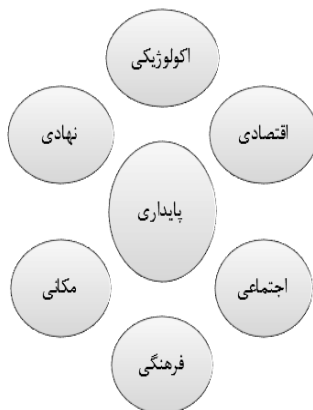 اکولوژیکی
اقتصادی
نهادی
پایداری
اجتماعی
مکانی
فرهنگی